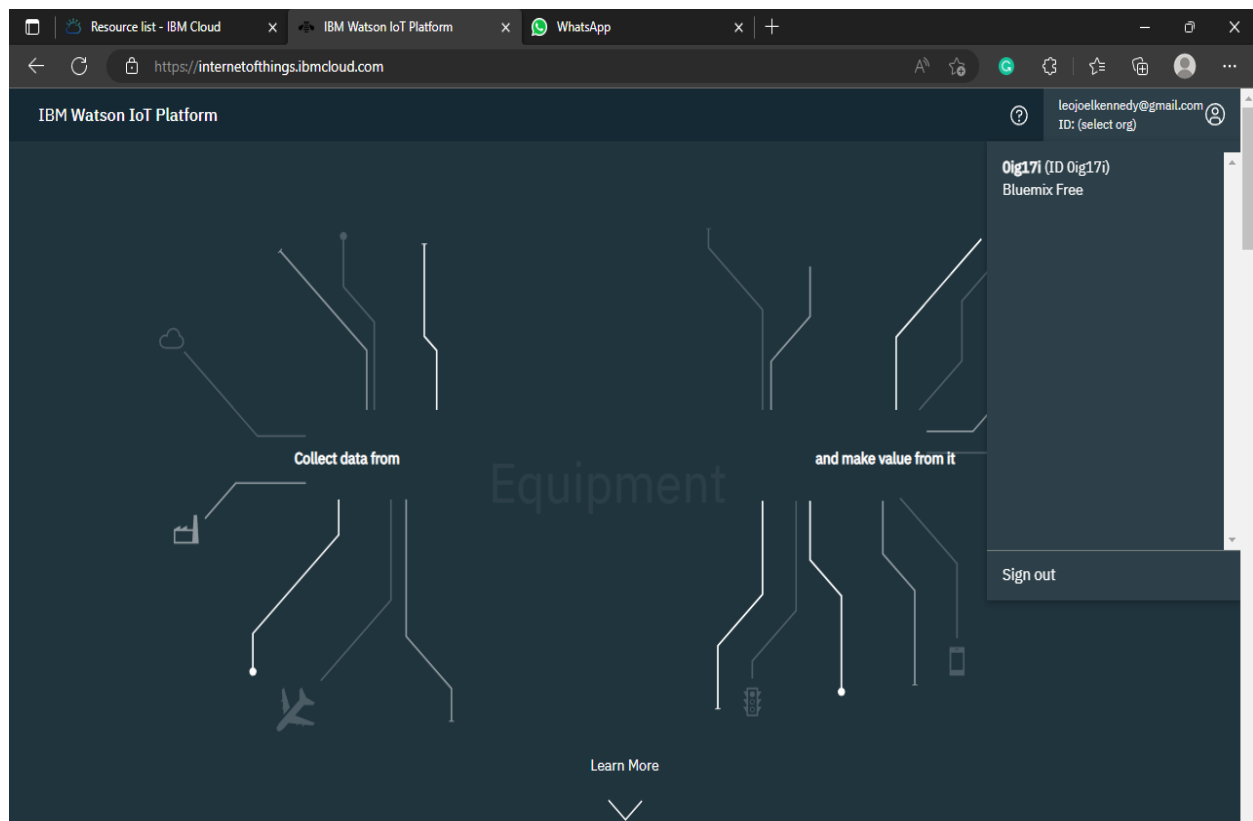 Resource list - IBM Cloud
IBM Watson IoT Platform
WhatsApp
https://internetofthings.ibmcloud.com
IBM Watson IoT Platform
leojoelkennedy@gmail.com
ID: (select org)
0ig17i (ID 0ig17i)
Bluemix Free
Collect data from
Equipment
and make value from it
Sign out
Learn More